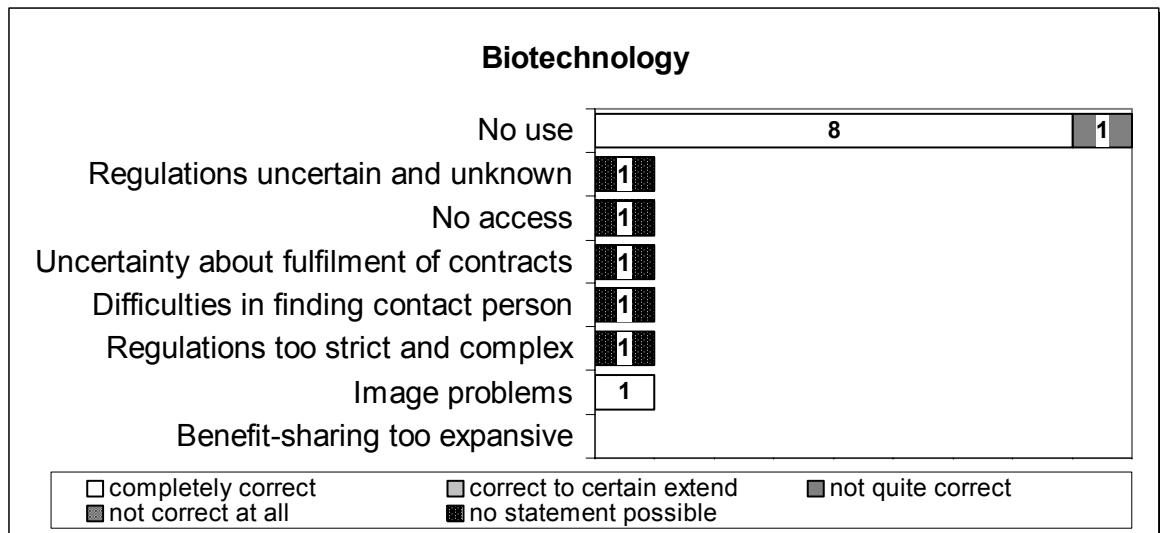 Biotechnology
No use 8 1
Regulations uncertain and unknown 1
No access 1
Uncertainty about fulfilment of contracts 1
Difficulties in finding contact person 1
Regulations too strict and complex 1
Image problems 1
Benefit-sharing too expansive
completely correct correct to certain extend not quite correct
not correct at all no statement possible